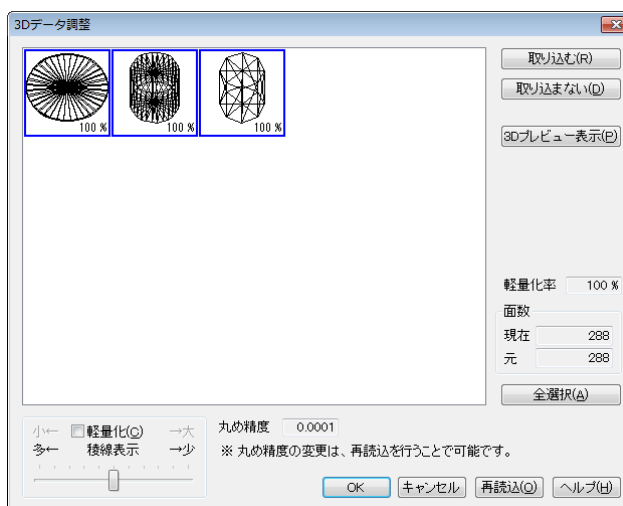 3Dデータ調整
取り込む(R)
取り込まない(D)
3Dプレビュー表示(P)
100 %
100 %
100 %
軽量化率 100 %
面数
現在 288
元 288
全選択(A)
小← 軽量化(C) →大
多← 稜線表示 →少
丸め精度 0.0001
※ 丸め精度の変更は、再読込を行うことで可能です。
OK
キャンセル
再読込(O)
ヘルプ(H)